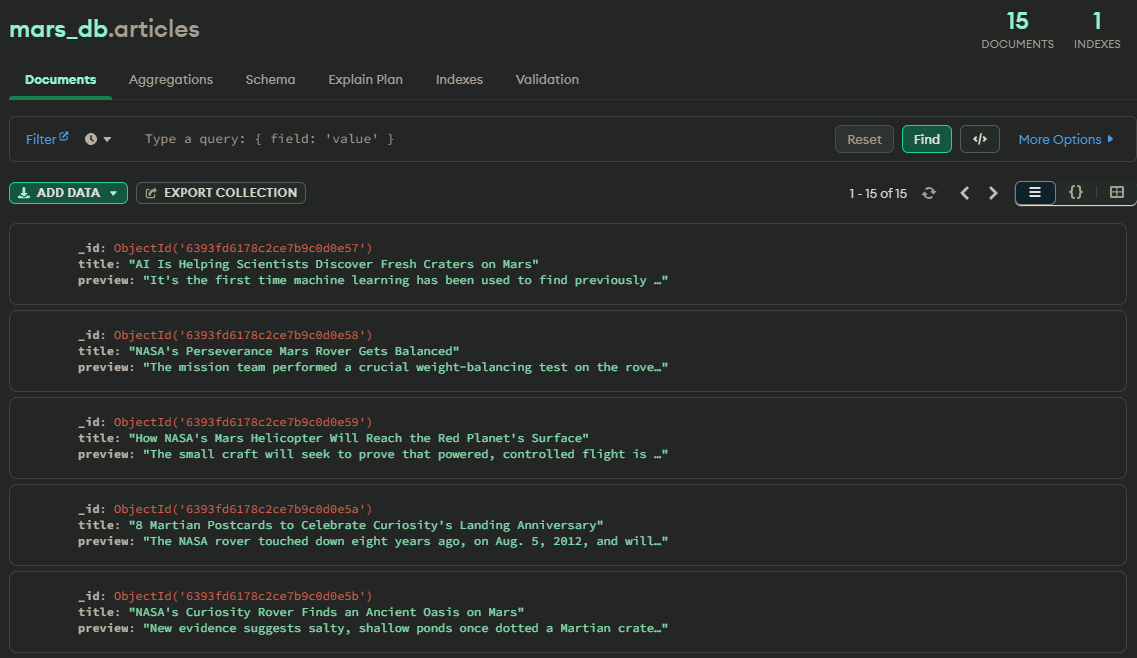 mars_db.articles
15
DOCUMENTS
1
INDEXES
Documents Aggregations Schema Explain Plan Indexes Validation
Filter Type a query: { field: 'value' } Reset Find </> More Options
ADD DATA EXPORT COLLECTION 1 - 15 of 15 {}
_id: ObjectId('6393fd6178c2ce7b9c0d0e57')
title: "AI Is Helping Scientists Discover Fresh Craters on Mars"
preview: "It's the first time machine learning has been used to find previously …"
_id: ObjectId('6393fd6178c2ce7b9c0d0e58')
title: "NASA's Perseverance Mars Rover Gets Balanced"
preview: "The mission team performed a crucial weight-balancing test on the rove…"
_id: ObjectId('6393fd6178c2ce7b9c0d0e59')
title: "How NASA's Mars Helicopter Will Reach the Red Planet's Surface"
preview: "The small craft will seek to prove that powered, controlled flight is …"
_id: ObjectId('6393fd6178c2ce7b9c0d0e5a')
title: "8 Martian Postcards to Celebrate Curiosity's Landing Anniversary"
preview: "The NASA rover touched down eight years ago, on Aug. 5, 2012, and will…"
_id: ObjectId('6393fd6178c2ce7b9c0d0e5b')
title: "NASA's Curiosity Rover Finds an Ancient Oasis on Mars"
preview: "New evidence suggests salty, shallow ponds once dotted a Martian crate…"